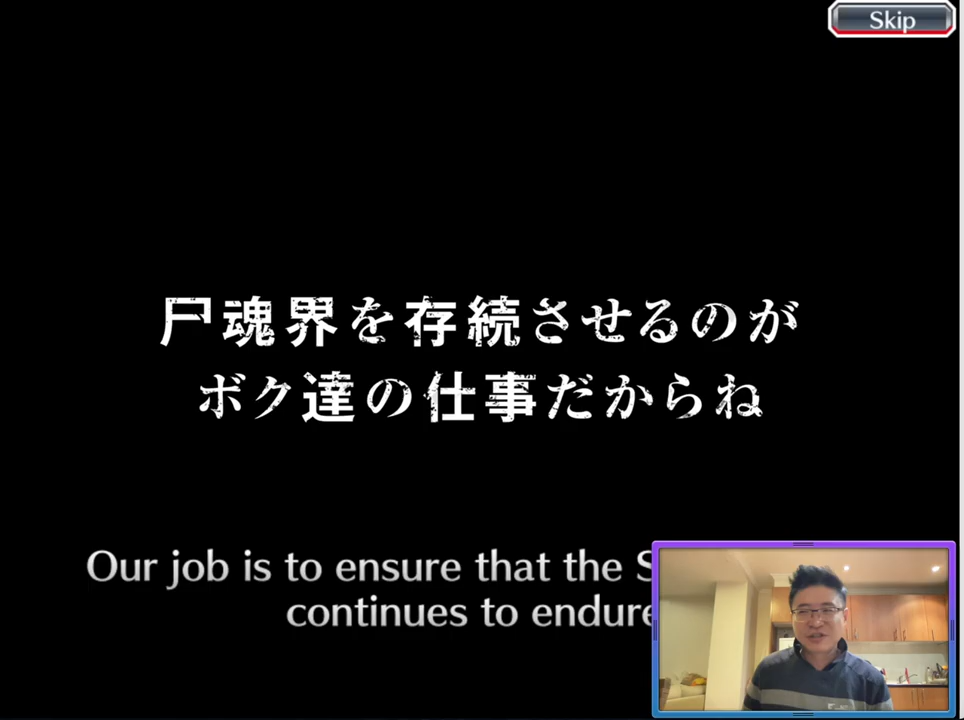 Skip
尸魂界を存続させるのが
ボク達の仕事だからね
Our job is to ensure that the
continues to endure